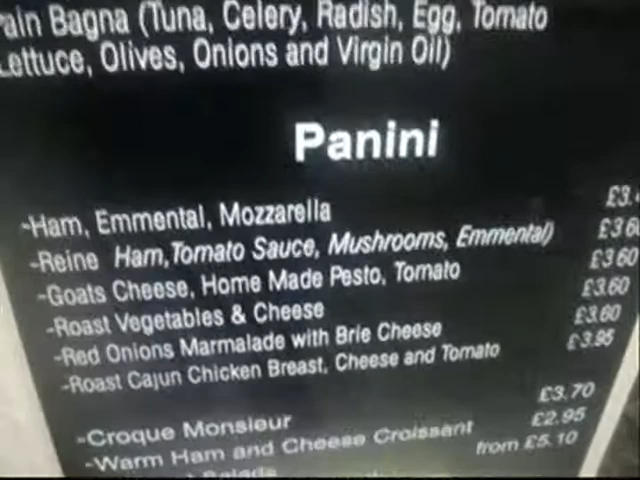 ain Bagna (Tuna, Celery, Radish, Egg, Tomato
Lettuce, Olives, Onions and Virgin Oil)
Panini
-Ham, Emmental, Mozzarella £3.
-Reine Ham,Tomato Sauce, Mushrooms, Emmental) £3.60
-Goats Cheese, Home Made Pesto, Tomato £3.60
-Roast Vegetables & Cheese £3.60
-Red Onions Marmalade with Brie Cheese £3.60
-Roast Cajun Chicken Breast, Cheese and Tomato £3.95
-Croque Monsieur £3.70
-Warm Ham and Cheese Croissant £2.95
from £5.10